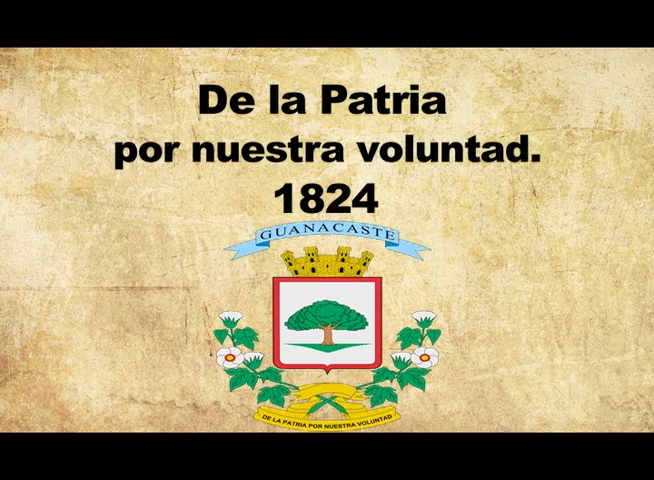 De la Patria
por nuestra voluntad.
1824
GUANACASTE
DE LA PATRIA POR NUESTRA VOLUNTAD